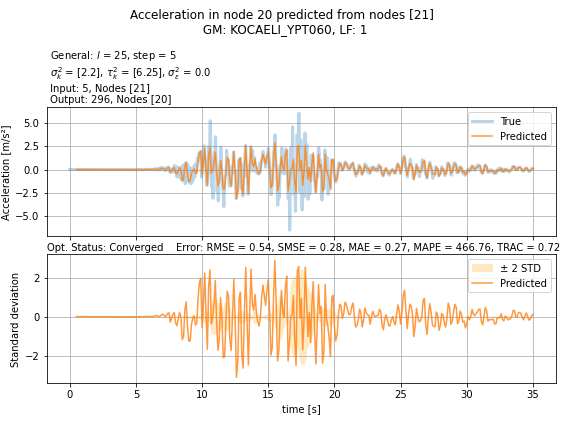 Acceleration in node 20 predicted from nodes [21]
GM: KOCAELI_YPT060, LF: 1
General: l = 25, step = 5
σ²ₖ = [2.2], τ²ₖ = [6.25], σ²ε = 0.0
Input: 5, Nodes [21]
Output: 296, Nodes [20]
Acceleration [m/s²]
5.0
2.5
0.0
−2.5
−5.0
True
Predicted
Opt. Status: Converged Error: RMSE = 0.54, SMSE = 0.28, MAE = 0.27, MAPE = 466.76, TRAC = 0.72
Standard deviation
2
0
−2
± 2 STD
Predicted
0 5 10 15 20 25 30 35
time [s]